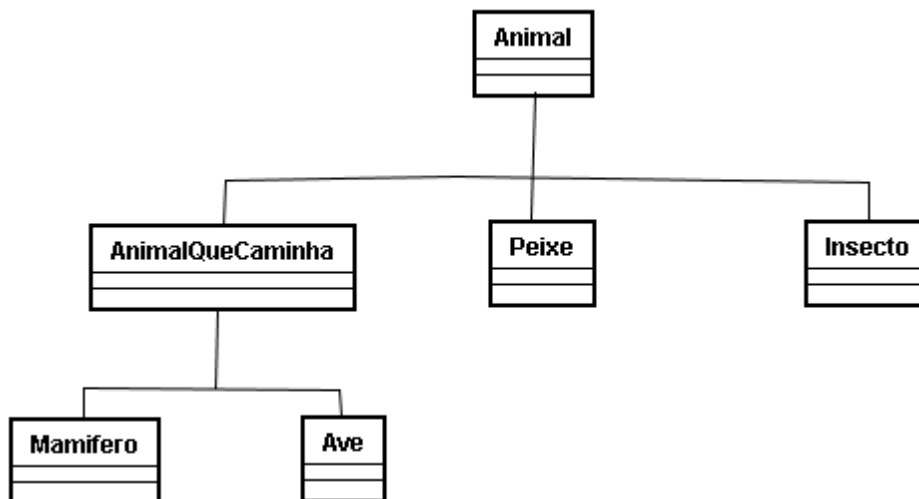 Animal
AnimalQueCaminha
Peixe
Insecto
Mamifero
Ave